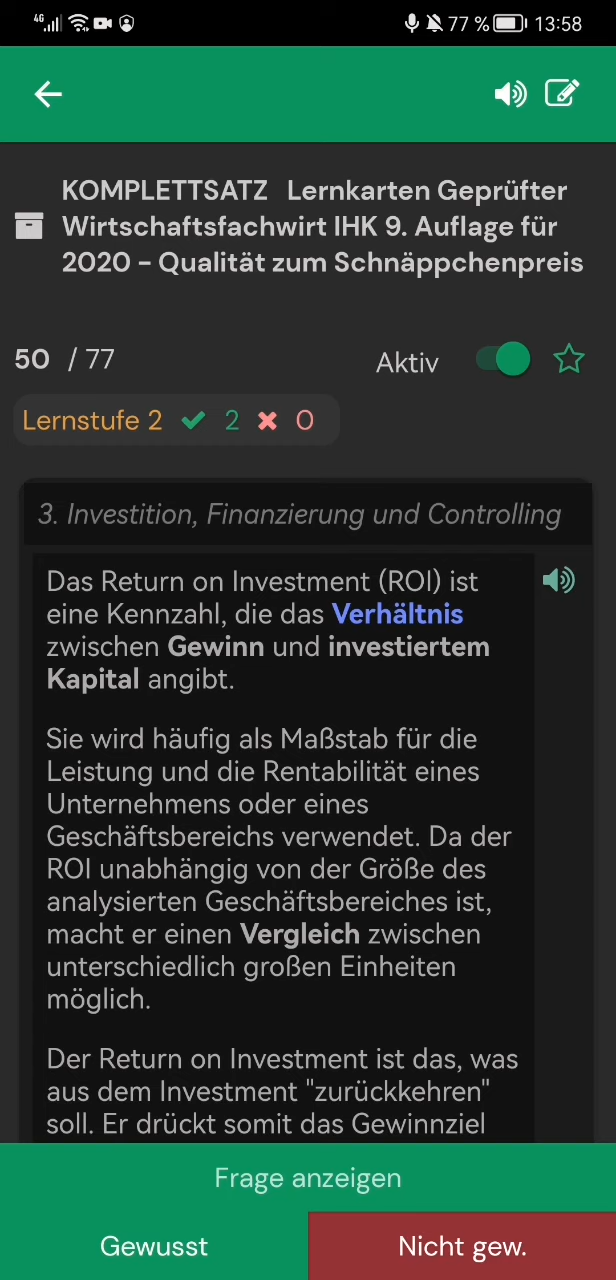 4G 77 % 13:58
KOMPLETTSATZ Lernkarten Geprüfter
Wirtschaftsfachwirt IHK 9. Auflage für
2020 – Qualität zum Schnäppchenpreis
50 / 77 Aktiv
Lernstufe 2 2 0
3. Investition, Finanzierung und Controlling
Das Return on Investment (ROI) ist
eine Kennzahl, die das Verhältnis
zwischen Gewinn und investiertem
Kapital angibt.
Sie wird häufig als Maßstab für die
Leistung und die Rentabilität eines
Unternehmens oder eines
Geschäftsbereichs verwendet. Da der
ROI unabhängig von der Größe des
analysierten Geschäftsbereiches ist,
macht er einen Vergleich zwischen
unterschiedlich großen Einheiten
möglich.
Der Return on Investment ist das, was
aus dem Investment "zurückkehren"
soll. Er drückt somit das Gewinnziel
Frage anzeigen
Gewusst Nicht gew.